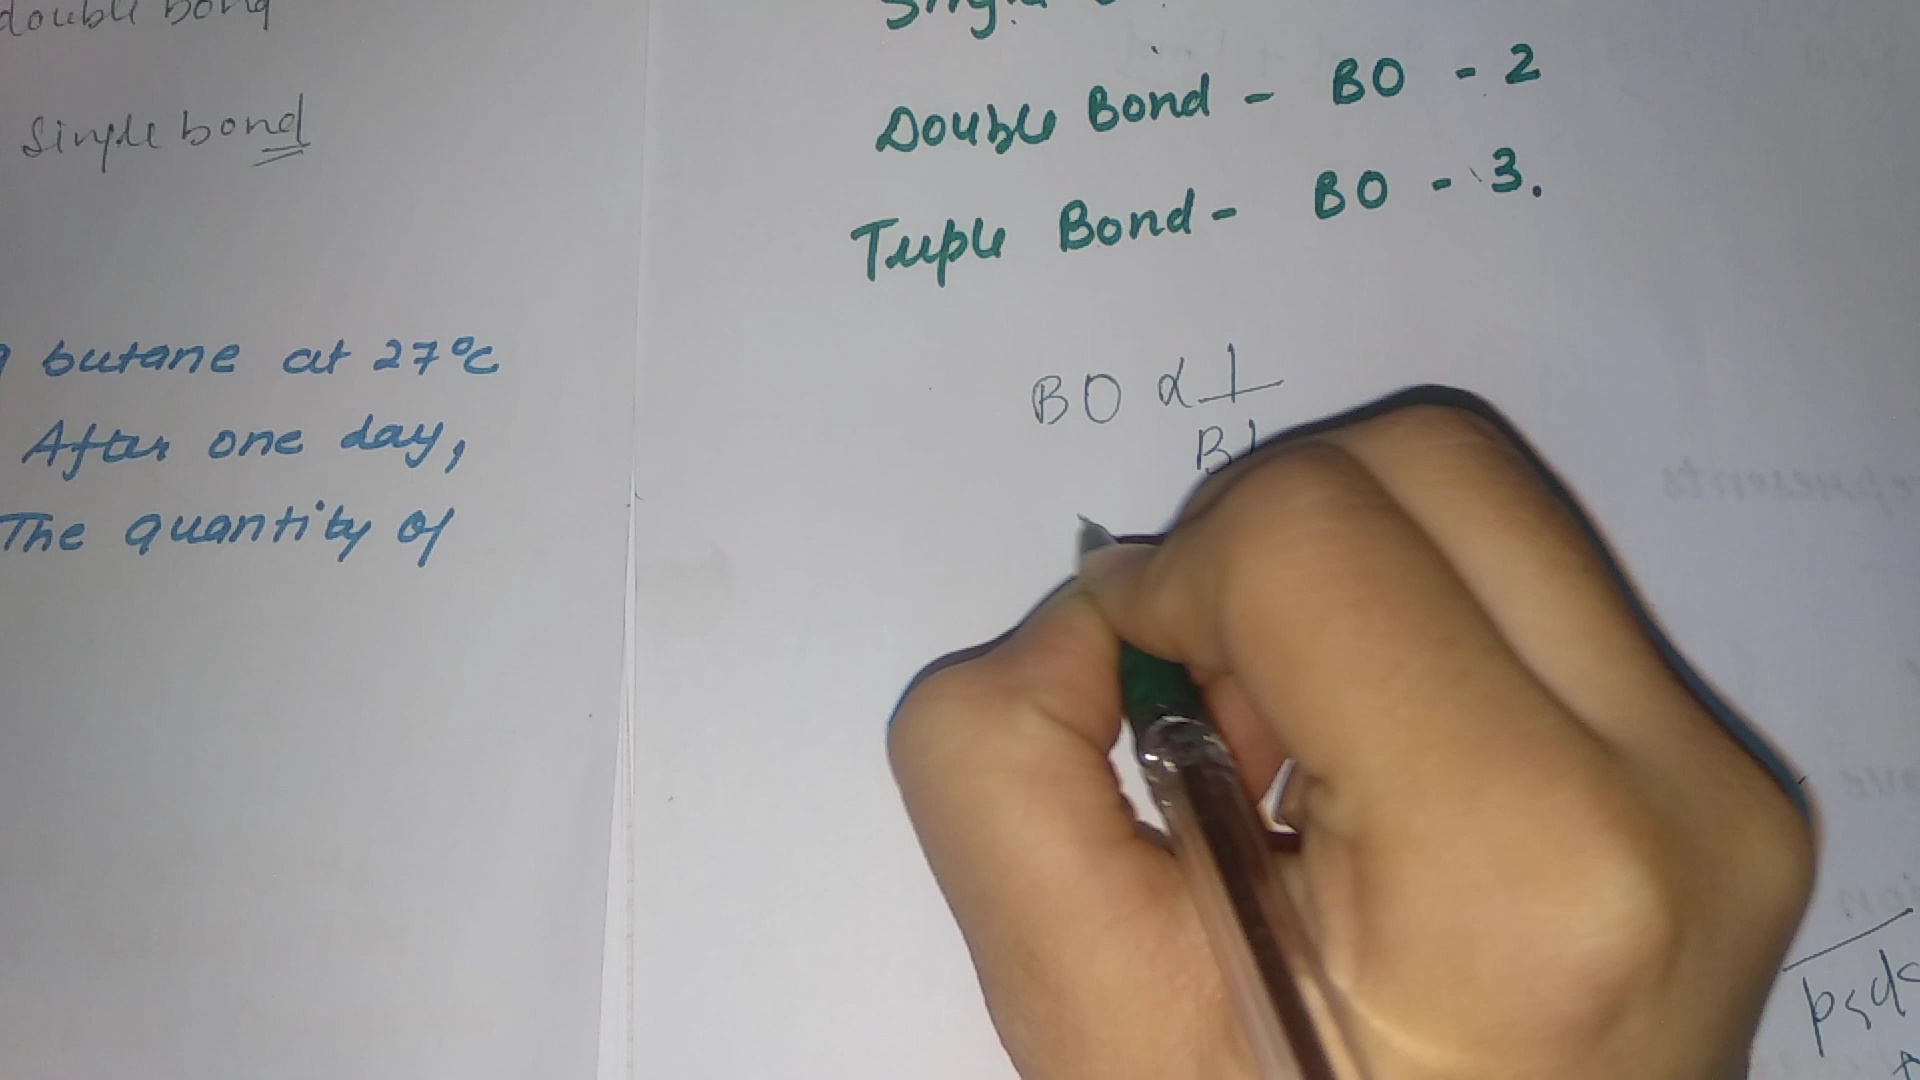 double bond
Single bond
butane at 27°C
After one day,
The quantity of
Single
Double Bond - BO - 2
Triple Bond - BO - 3.
BO ∝ 1